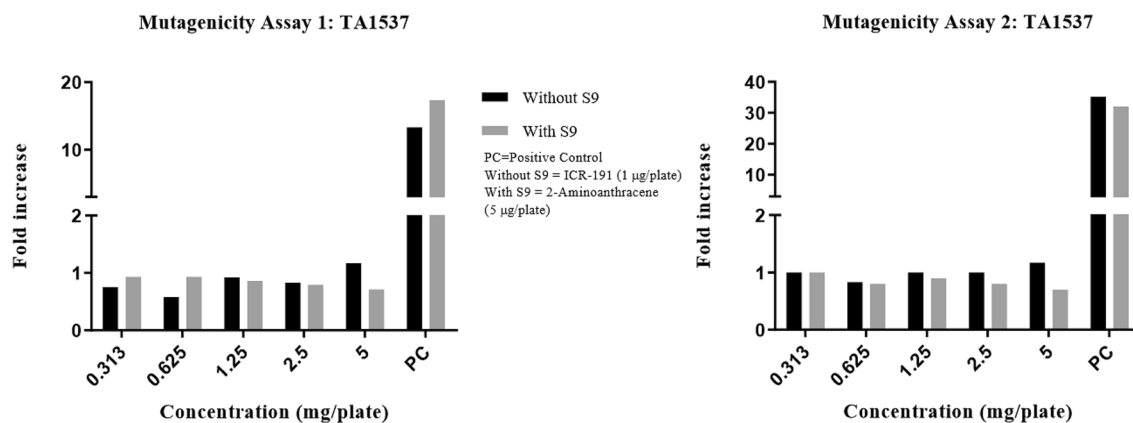 Mutagenicity Assay 1: TA1537
Fold increase
20
10
2
1
0
0.313
0.625
1.25
2.5
5
PC
Concentration (mg/plate)
Without S9
With S9
PC=Positive Control
Without S9 = ICR-191 (1 µg/plate)
With S9 = 2-Aminoanthracene
(5 µg/plate)
Mutagenicity Assay 2: TA1537
Fold increase
40
30
20
10
2
1
0
0.313
0.625
1.25
2.5
5
PC
Concentration (mg/plate)